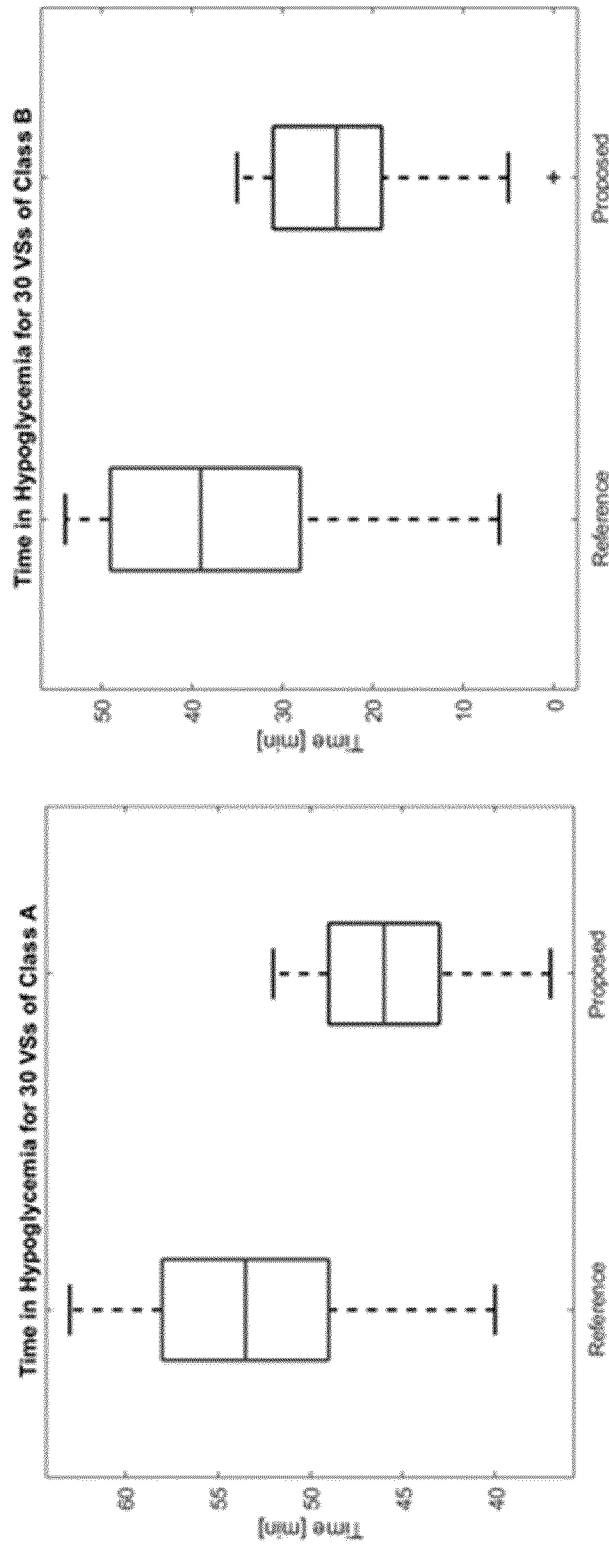 Time in Hypoglycemia for 30 VSs of Class A
Time [min]
60
55
50
45
40
Reference
Proposed
Time in Hypoglycemia for 30 VSs of Class B
Time [min]
50
40
30
20
10
0
Reference
Proposed